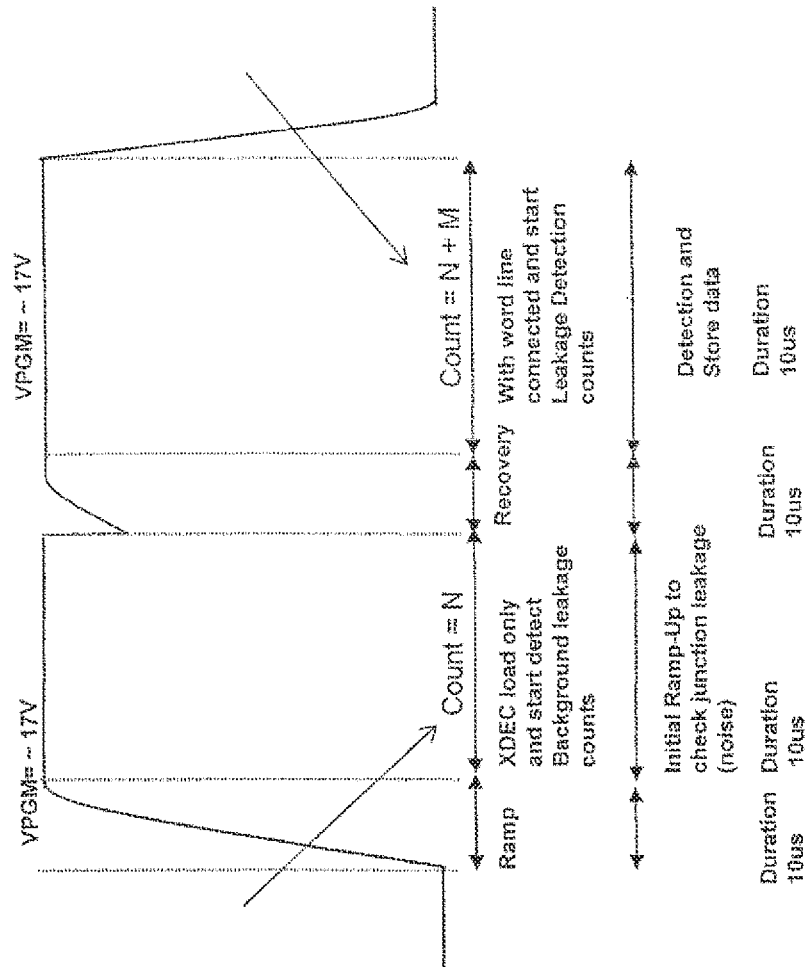 VPGM= ~ 17V
VPGM= ~ 17V
Count = N
Count = N + M
Ramp
XDEC load only
and start detect
Background leakage
counts
Recovery
With word line
connected and start
Leakage Detection
counts
Initial Ramp-Up to
check junction leakage
(noise)
Detection and
Store data
Duration
10us
Duration
10us
Duration
10us
Duration
10us